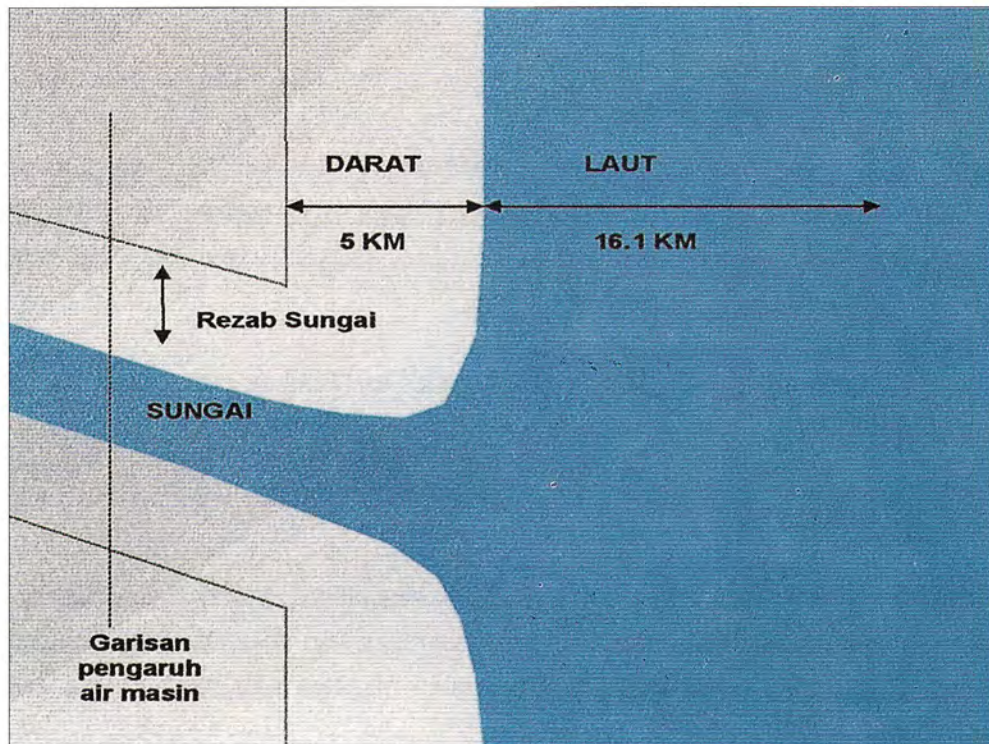 DARAT
LAUT
5 KM
16.1 KM
Rezab Sungai
SUNGAI
Garisan
pengaruh
air masin